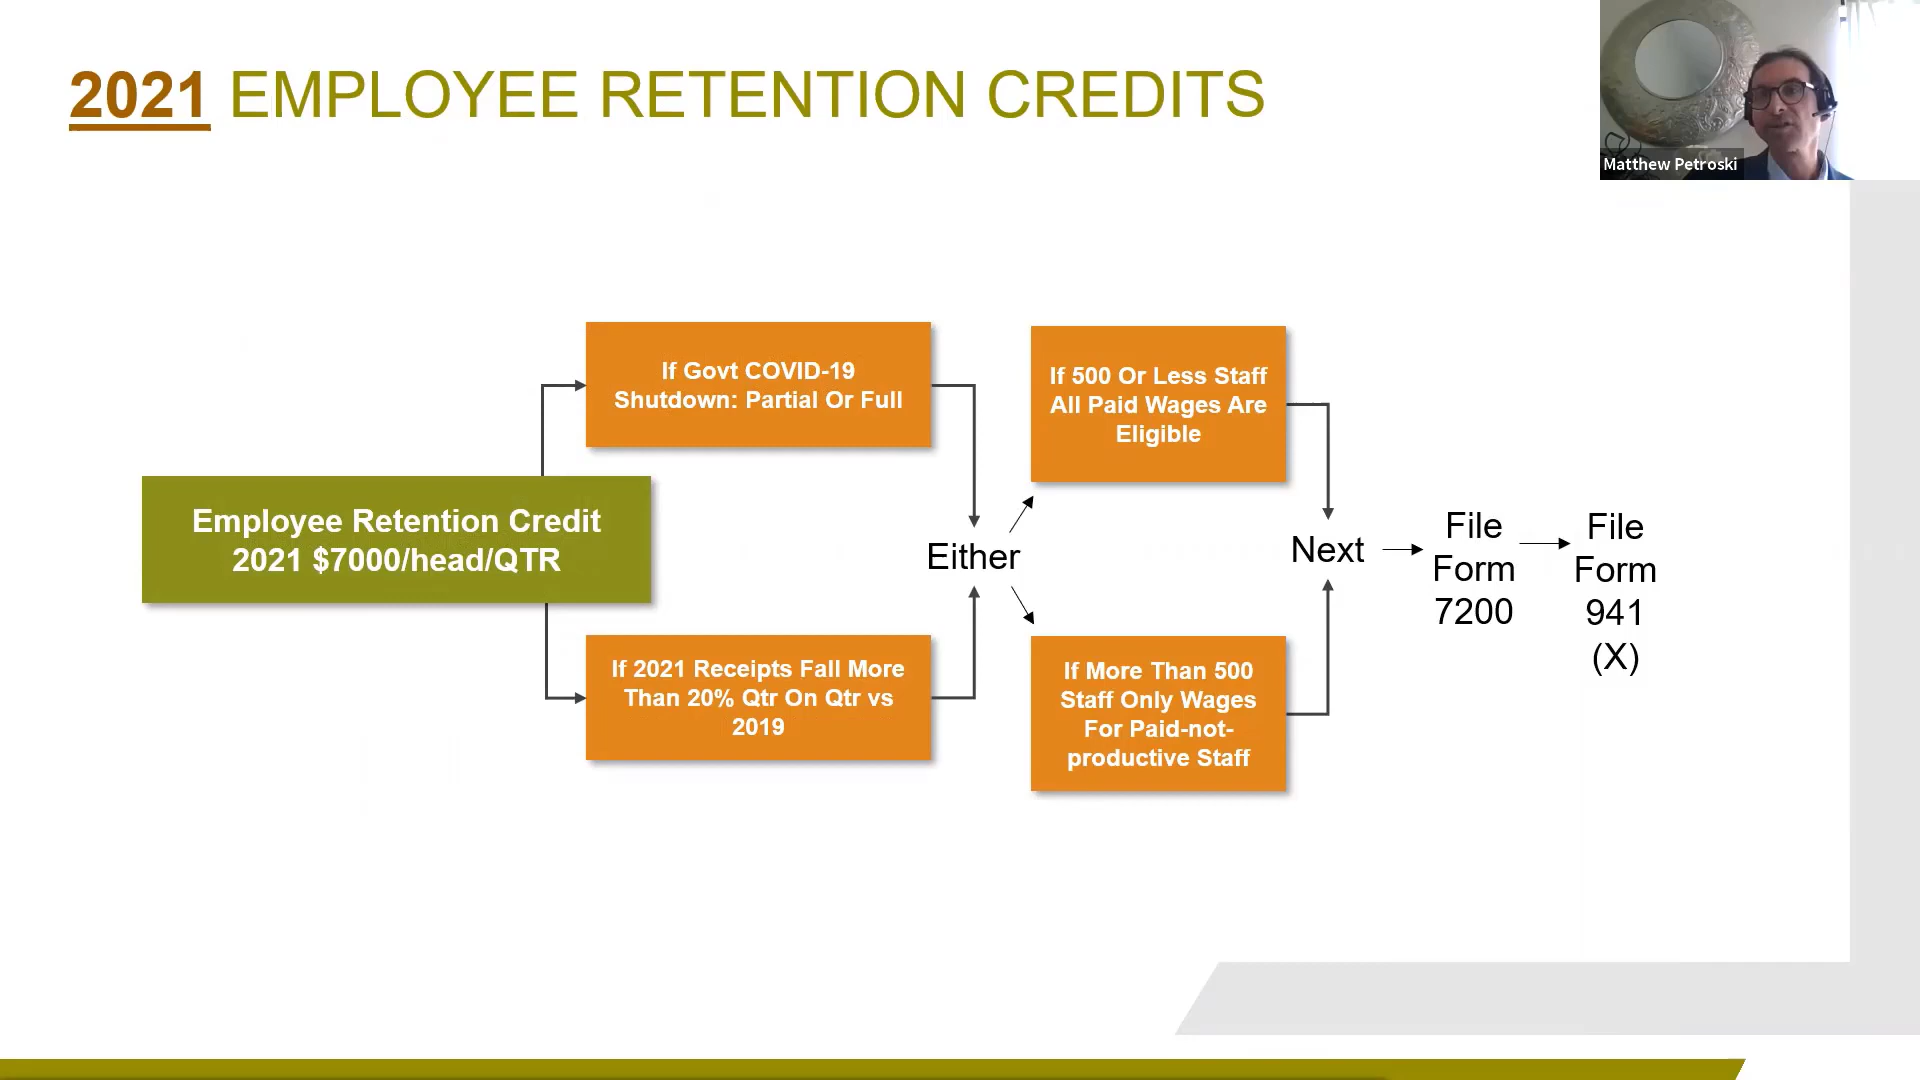 2021 EMPLOYEE RETENTION CREDITS
Matthew Petroski
Employee Retention Credit
2021 $7000/head/QTR
If Govt COVID-19
Shutdown: Partial Or Full
If 2021 Receipts Fall More
Than 20% Qtr On Qtr vs
2019
Either
If 500 Or Less Staff
All Paid Wages Are
Eligible
If More Than 500
Staff Only Wages
For Paid-not-
productive Staff
Next
File
Form
7200
File
Form
941
(X)